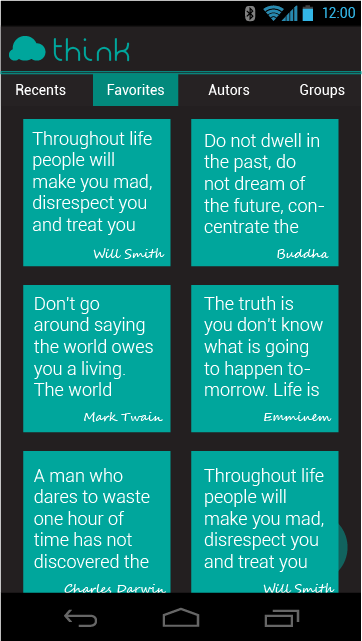 12:00
think
Recents Favorites Autors Groups
Throughout life
people will
make you mad,
disrespect you
and treat you
Will Smith
Do not dwell in
the past, do
not dream of
the future, con-
centrate the
Buddha
Don't go
around saying
the world owes
you a living.
The world
Mark Twain
The truth is
you don't know
what is going
to happen to-
morrow. Life is
Emminem
A man who
dares to waste
one hour of
time has not
discovered the
Charles Darwin
Throughout life
people will
make you mad,
disrespect you
and treat you
Will Smith